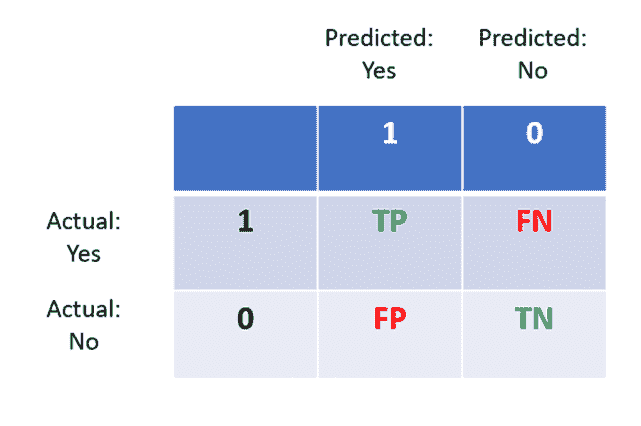 Predicted: Predicted:
Yes No
1 0
Actual: Yes 1 TP FN
Actual: No 0 FP TN